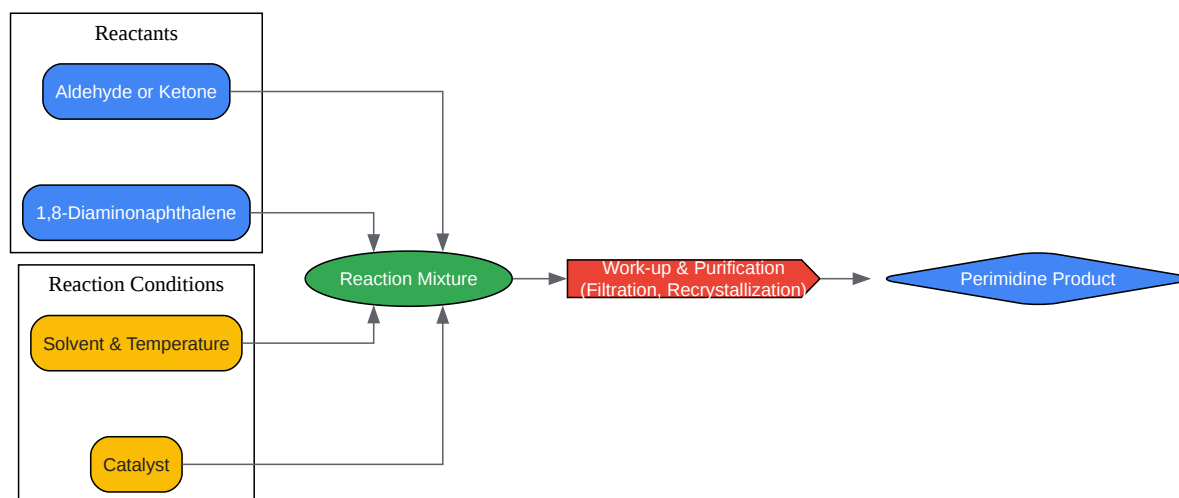 Reactants
Aldehyde or Ketone
1,8-Diaminonaphthalene
Reaction Conditions
Solvent & Temperature
Catalyst
Reaction Mixture
Work-up & Purification
(Filtration, Recrystallization)
Perimidine Product